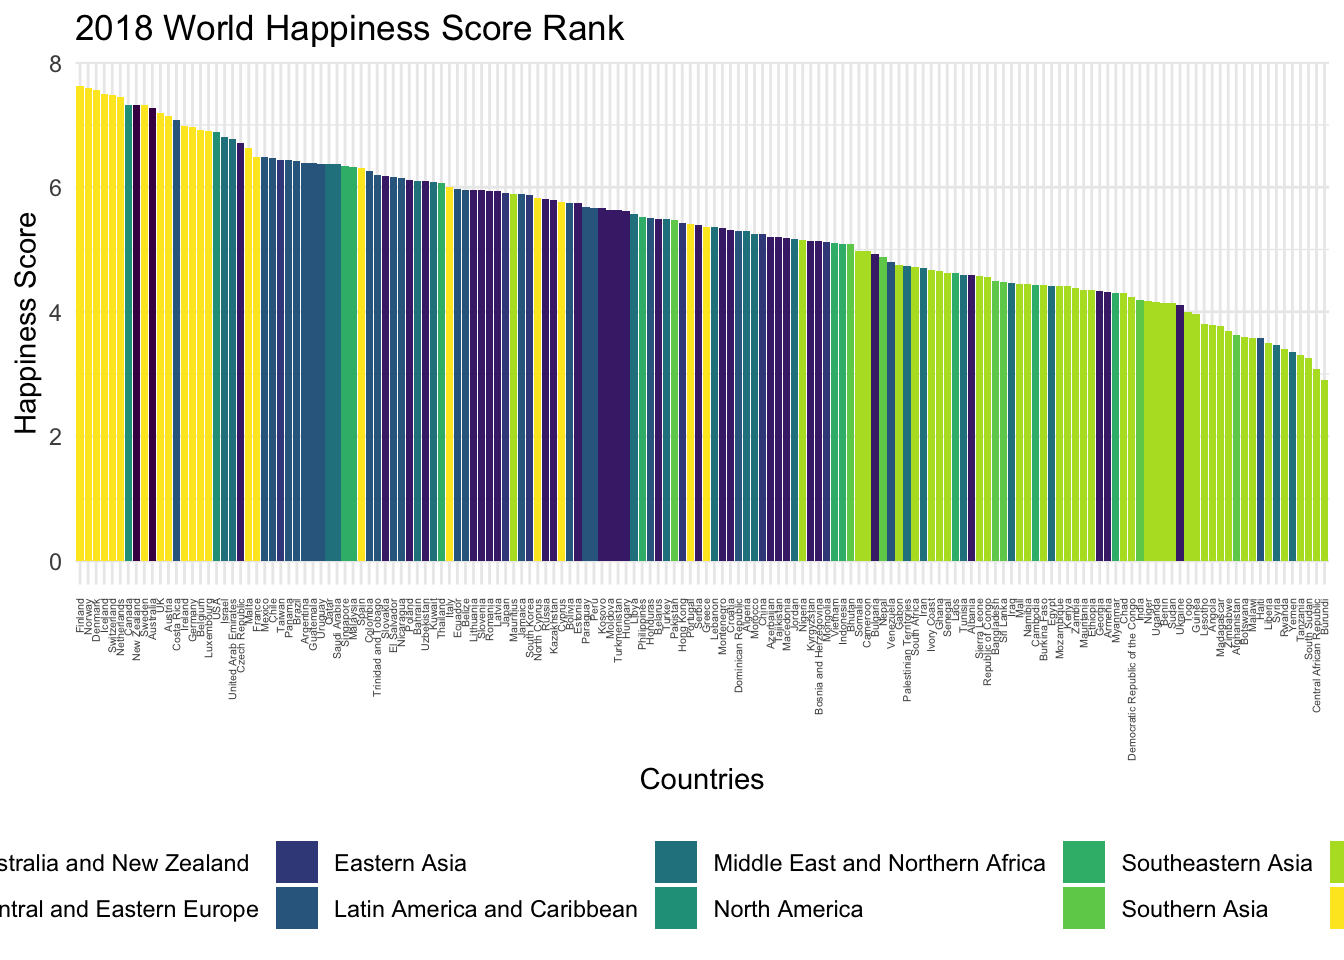 2018 World Happiness Score Rank
Happiness Score
8
6
4
2
0
Finland
Norway
Denmark
Iceland
Switzerland
Netherlands
Canada
New Zealand
Sweden
Australia
UK
Austria
Costa Rica
Ireland
Germany
Belgium
Luxembourg
USA
Israel
United Arab Emirates
Czech Republic
Malta
France
Mexico
Chile
Taiwan
Panama
Brazil
Argentina
Guatemala
Uruguay
Qatar
Saudi Arabia
Singapore
Malaysia
Spain
Colombia
Trinidad and Tobago
Slovakia
El Salvador
Nicaragua
Poland
Bahrain
Uzbekistan
Kuwait
Thailand
Italy
Ecuador
Belize
Lithuania
Slovenia
Romania
Latvia
Japan
Mauritius
Jamaica
South Korea
North Cyprus
Russia
Kazakhstan
Cyprus
Bolivia
Estonia
Paraguay
Peru
Kosovo
Moldova
Turkmenistan
Hungary
Libya
Philippines
Honduras
Belarus
Turkey
Pakistan
Hong Kong
Portugal
Serbia
Greece
Lebanon
Montenegro
Croatia
Dominican Republic
Algeria
Morocco
China
Azerbaijan
Tajikistan
Macedonia
Jordan
Nigeria
Kyrgyzstan
Bosnia and Herzegovina
Mongolia
Vietnam
Indonesia
Bhutan
Somalia
Cameroon
Bulgaria
Nepal
Venezuela
Gabon
Palestinian Territories
South Africa
Iran
Ivory Coast
Ghana
Senegal
Laos
Tunisia
Albania
Sierra Leone
Republic of Congo
Bangladesh
Sri Lanka
Iraq
Mali
Namibia
Cambodia
Burkina Faso
Egypt
Mozambique
Kenya
Zambia
Mauritania
Ethiopia
Georgia
Armenia
Myanmar
Chad
Democratic Republic of the Congo
India
Niger
Uganda
Benin
Sudan
Ukraine
Togo
Guinea
Lesotho
Angola
Madagascar
Zimbabwe
Afghanistan
Botswana
Malawi
Haiti
Liberia
Syria
Rwanda
Yemen
Tanzania
South Sudan
Central African Republic
Burundi
Countries
stralia and New Zealand
Eastern Asia
Middle East and Northern Africa
Southeastern Asia
ntral and Eastern Europe
Latin America and Caribbean
North America
Southern Asia